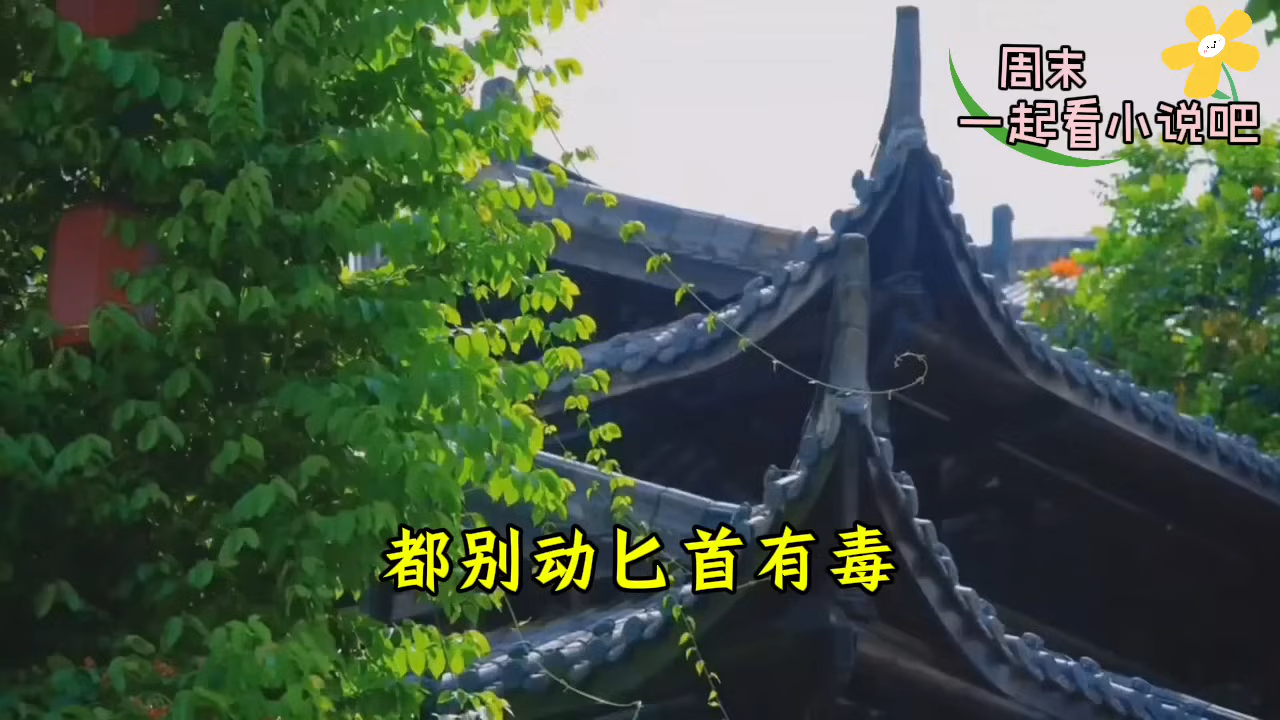 周末
一起看小说吧
都别动匕首有毒